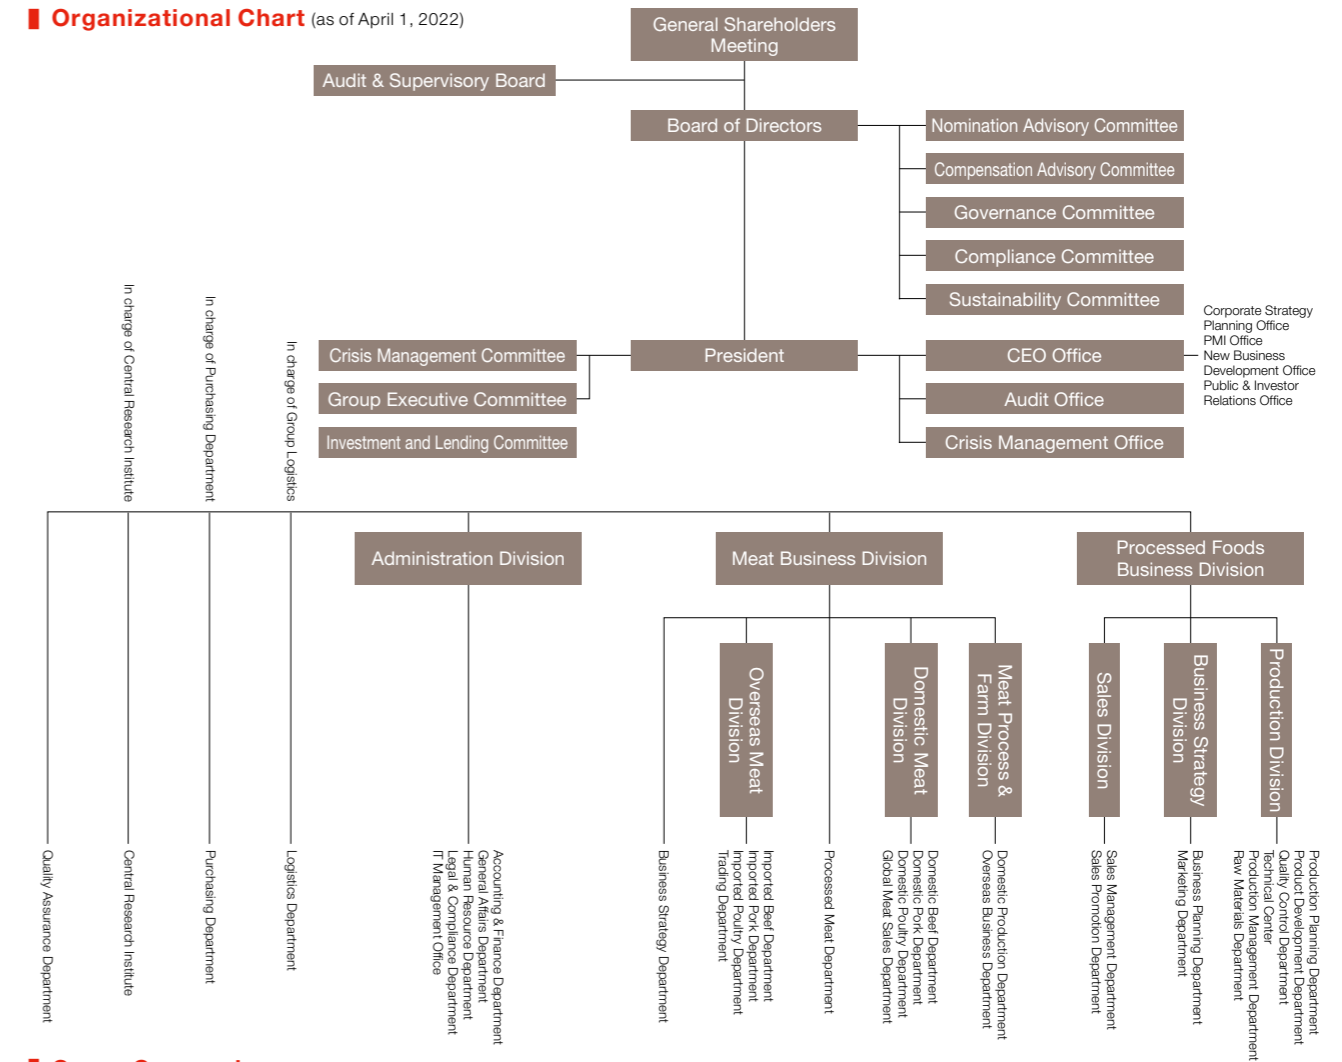 Organizational Chart (as of April 1, 2022)
General Shareholders
Meeting
Audit & Supervisory Board
Board of Directors
Nomination Advisory Committee
Compensation Advisory Committee
Governance Committee
Compliance Committee
Sustainability Committee
President
Crisis Management Committee
Group Executive Committee
Investment and Lending Committee
CEO Office
Audit Office
Crisis Management Office
Corporate Strategy
Planning Office
PMI Office
New Business
Development Office
Public & Investor
Relations Office
In charge of Central Research Institute
In charge of Purchasing Department
In charge of Group Logistics
Administration Division
Meat Business Division
Processed Foods
Business Division
Overseas Meat
Division
Domestic Meat
Division
Meat Process &
Farm Division
Sales Division
Business Strategy
Division
Production Division
Quality Assurance Department
Central Research Institute
Purchasing Department
Logistics Department
Accounting & Finance Department
General Affairs Department
Human Resource Department
Legal & Compliance Department
IT Management Office
Business Strategy Department
Imported Beef Department
Imported Pork Department
Imported Poultry Department
Trading Department
Processed Meat Department
Domestic Beef Department
Domestic Pork Department
Domestic Poultry Department
Global Meat Sales Department
Domestic Production Department
Overseas Business Department
Sales Management Department
Sales Promotion Department
Business Planning Department
Marketing Department
Production Planning Department
Product Development Department
Quality Control Department
Technical Center
Production Management Department
Raw Materials Department